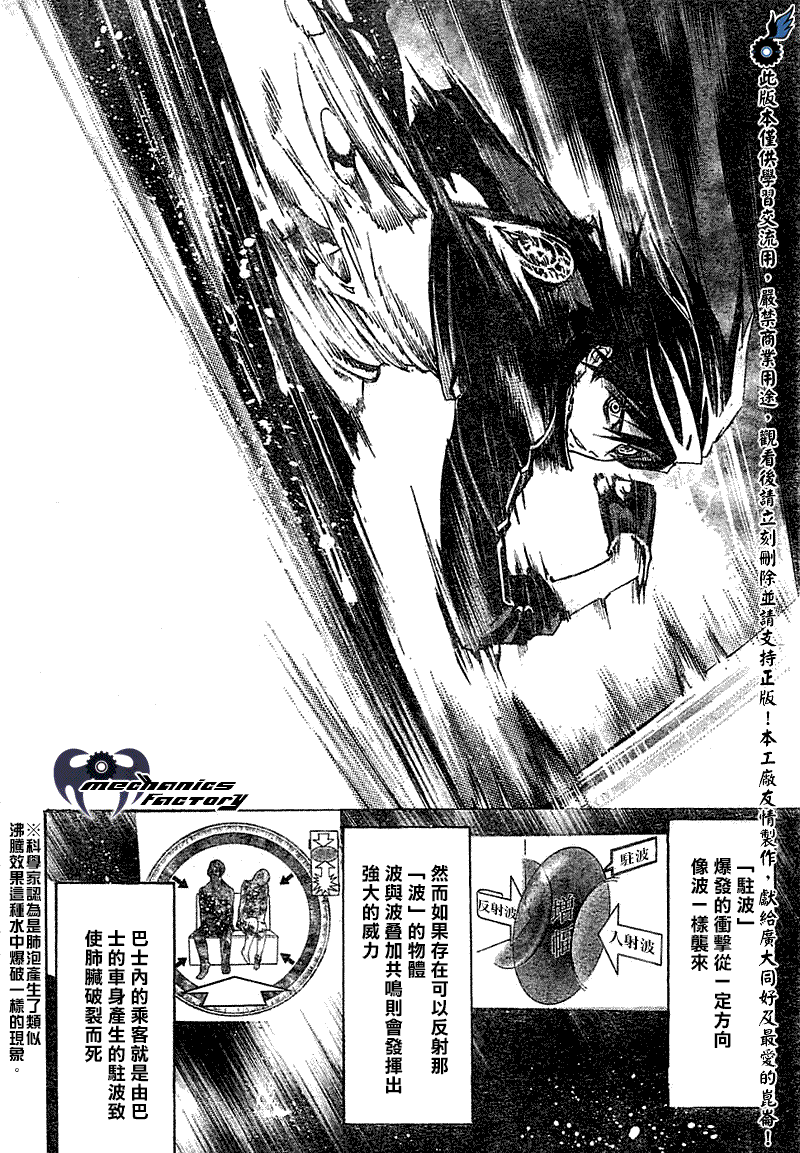 此版本僅供學習交流用，嚴禁商業用途，觀看後請立刻刪除並請支持正版！本工廠友情製作，獻給廣大同好及最愛的崑崙！
「駐波」
爆發的衝擊從一定方向
像波一樣襲來
駐波
反射波
增幅
入射波
然而如果存在可以反射那
「波」的物體
波與波叠加共鳴則會發揮出
強大的威力
巴士內的乘客就是由巴
士的車身產生的駐波致
使肺臟破裂而死
※科學家認為是肺泡產生了類似
沸騰效果這種水中爆破一樣的現象。
mechanics
factory